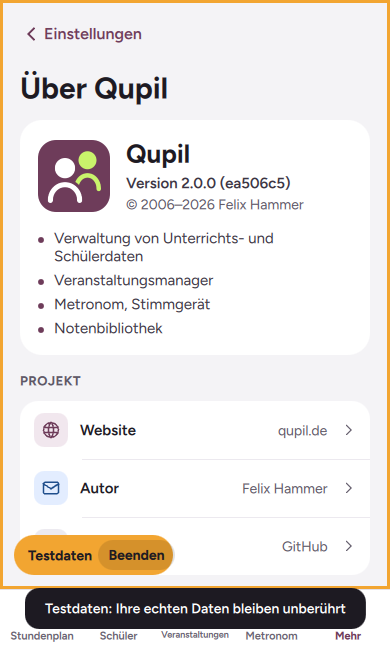 Einstellungen
Über Qupil
Qupil
Version 2.0.0 (ea506c5)
© 2006–2026 Felix Hammer
Verwaltung von Unterrichts- und
Schülerdaten
Veranstaltungsmanager
Metronom, Stimmgerät
Notenbibliothek
PROJEKT
Website qupil.de
Autor Felix Hammer
GitHub
Testdaten Beenden
Testdaten: Ihre echten Daten bleiben unberührt
Stundenplan Schüler Veranstaltungen Metronom Mehr